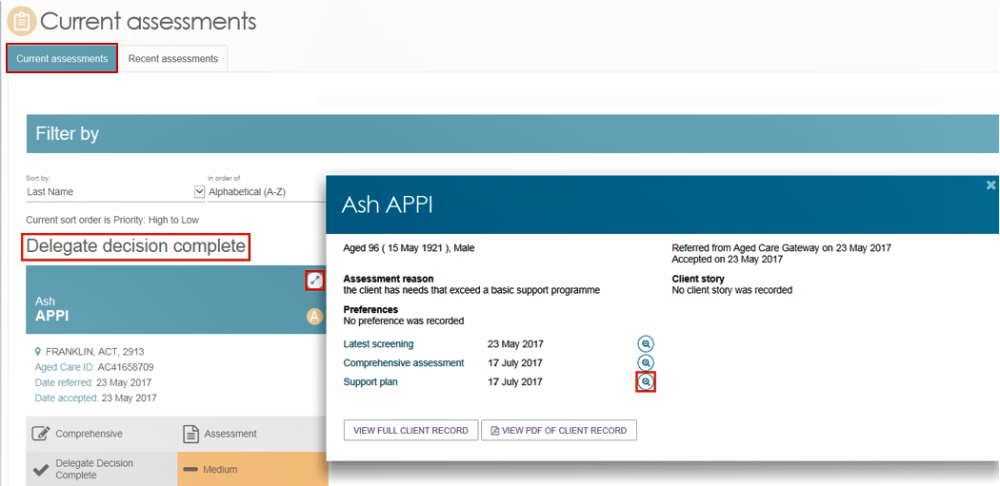 Current assessments
Current assessments
Recent assessments
Filter by
Sort by:
in order of
Last Name
Alphabetical (A-Z)
Current sort order is Priority: High to Low
Delegate decision complete
Ash
APPI
A
FRANKLIN, ACT, 2913
Aged Care ID: AC41658709
Date referred: 23 May 2017
Date accepted: 23 May 2017
Comprehensive
Assessment
Delegate Decision
Complete
Medium
Ash APPI
Aged 96 ( 15 May 1921 ), Male
Referred from Aged Care Gateway on 23 May 2017
Accepted on 23 May 2017
Assessment reason
the client has needs that exceed a basic support programme
Client story
No client story was recorded
Preferences
No preference was recorded
Latest screening 23 May 2017
Comprehensive assessment 17 July 2017
Support plan 17 July 2017
VIEW FULL CLIENT RECORD
VIEW PDF OF CLIENT RECORD